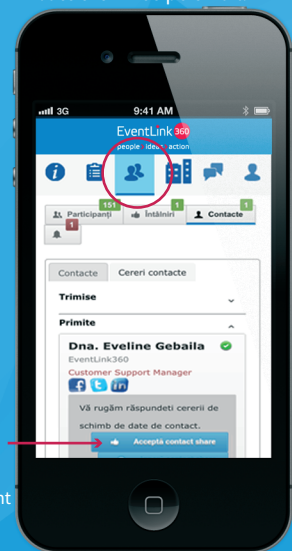 3G
9:41 AM
EventLink 360
people ideas action
151
1
1
Participanți
Întâlniri
Contacte
1
Contacte
Cereri contacte
Trimise
Primite
Dna. Eveline Gebaila
EventLink360
Customer Support Manager
Vă rugăm răspundeti cererii de
schimb de date de contact.
Acceptă contact share
nt